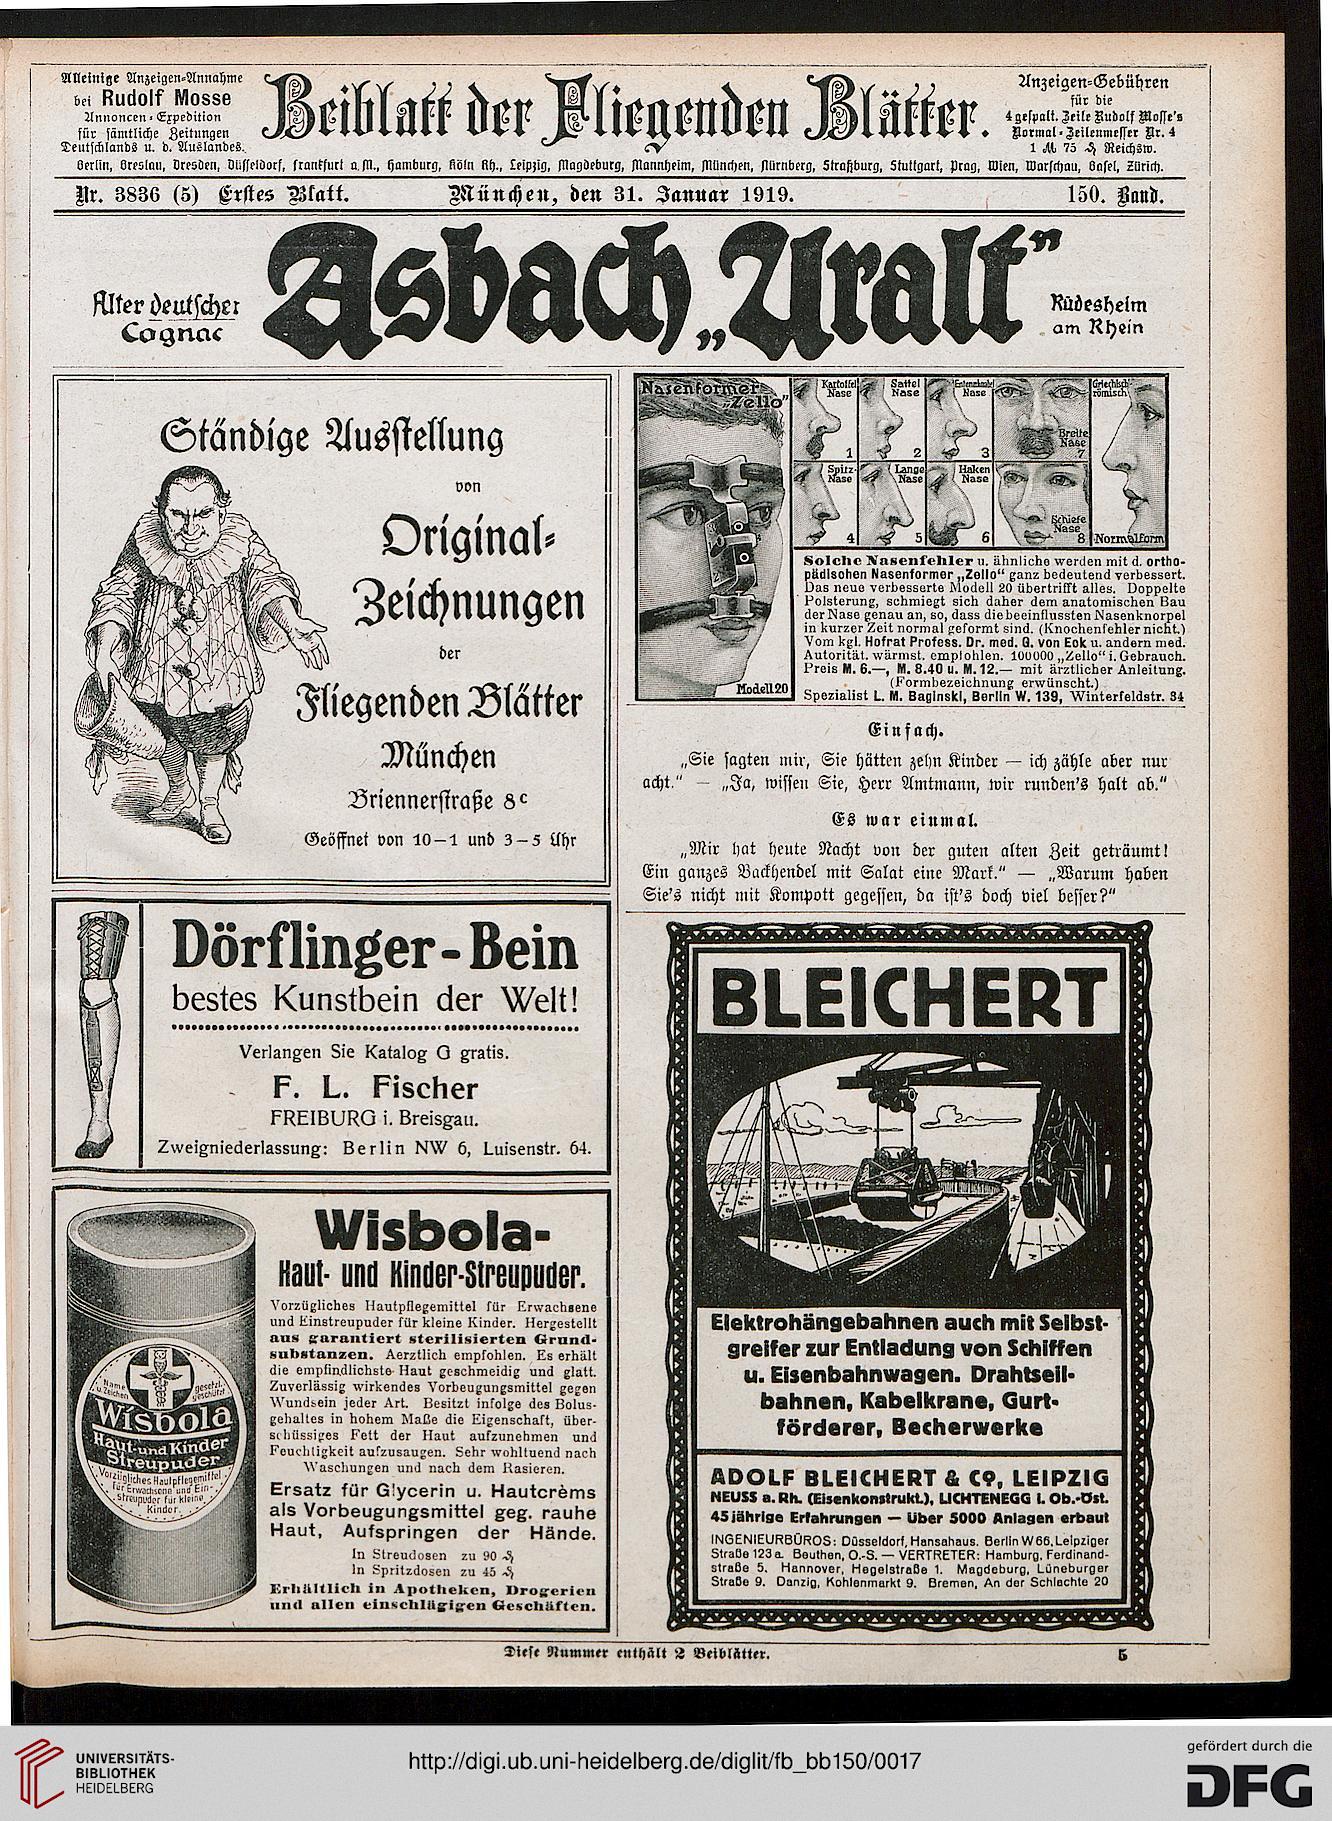 Alleinige Anzeigen-Annahme
bei Rudolf Mosse
Annoncen-Expedition
für sämtliche Zeitungen
Deutschlands u. d. Auslandes.
Beiblatt der Fliegenden Blätter.
Anzeigen-Gebühren
für die
4 gespalt. Zeile Rudolf Mosse's
Normal-Zeilenmesser Nr. 4
1 ℳ 75 ₰ Reichsw.
Berlin, Breslau, Dresden, Düsseldorf, Frankfurt a. M., Hamburg, Köln Rh., Leipzig, Magdeburg, Mannheim, München, Nürnberg, Straßburg, Stuttgart, Prag, Wien, Warschau, Basel, Zürich.
Nr. 3836 (5) Erstes Blatt. München, den 31. Januar 1919. 150. Band.
Alter deutscher
Cognac
Asbach „Uralt”
Rüdesheim
am Rhein
Ständige Ausstellung
von
Original-
Zeichnungen
der
Fliegenden Blätter
München
Briennerstraße 8c
Geöffnet von 10–1 und 3–5 Uhr
Dörflinger-Bein
bestes Kunstbein der Welt!
Verlangen Sie Katalog G gratis.
F. L. Fischer
FREIBURG i. Breisgau.
Zweigniederlassung: Berlin NW 6, Luisenstr. 64.
Wisbola-
Haut- und Kinder-Streupuder.
Vorzügliches Hautpflegemittel für Erwachsene
und Einstreupuder für kleine Kinder. Hergestellt
aus garantiert sterilisierten Grund-
substanzen. Aerztlich empfohlen. Es erhält
die empfindlichste Haut geschmeidig und glatt.
Zuverlässig wirkendes Vorbeugungsmittel gegen
Wundsein jeder Art. Besitzt infolge des Bolus-
gehaltes in hohem Maße die Eigenschaft, über-
schüssiges Fett der Haut aufzunehmen und
Feuchtigkeit aufzusaugen. Sehr wohltuend nach
Waschungen und nach dem Rasieren.
Ersatz für Glycerin u. Hautcrèms
als Vorbeugungsmittel geg. rauhe
Haut, Aufspringen der Hände.
In Streudosen zu 90 ₰
In Spritzdosen zu 45 ₰
Erhältlich in Apotheken, Drogerien
und allen einschlägigen Geschäften.
Name
u. Zeichen
gesetzl.
geschützt
Wisbola
Haut- und Kinder
Streupuder
Vorzügliches Hautpflegemittel
für Erwachsene und Ein-
streupuder für kleine
Kinder.
Nasenformer
„Zello”
Modell 20
Kartoffel
Nase
1
Sattel
Nase
2
Entenschnabel
Nase
3
Breite
Nase
7
Griechisch
römisch
Spitz-
Nase
4
Lange
Nase
5
Haken
Nase
6
Schiefe
Nase
8
Normalform
Solche Nasenfehler u. ähnliche werden mit d. ortho-
pädischen Nasenformer „Zello“ ganz bedeutend verbessert.
Das neue verbesserte Modell 20 übertrifft alles. Doppelte
Polsterung, schmiegt sich daher dem anatomischen Bau
der Nase genau an, so, dass die beeinflussten Nasenknorpel
in kurzer Zeit normal geformt sind. (Knochenfehler nicht.)
Vom kgl. Hofrat Profess. Dr. med. G. von Eck u. andern med.
Autorität. wärmst. empfohlen. 100000 „Zello“ i. Gebrauch.
Preis M. 6.—, M. 8.40 u. M. 12.— mit ärztlicher Anleitung.
(Formbezeichnung erwünscht.)
Spezialist L. M. Baginski, Berlin W. 139, Winterfeldstr. 34
Einfach.
„Sie sagten mir, Sie hätten zehn Kinder — ich zähle aber nur
acht.“ — „Ja, wissen Sie, Herr Amtmann, wir runden's halt ab.“
Es war einmal.
„Mir hat heute Nacht von der guten alten Zeit geträumt!
Ein ganzes Backhendel mit Salat eine Mark.“ — „Warum haben
Sie's nicht mit Kompott gegessen, da ist's doch viel besser?“
BLEICHERT
Elektrohängebahnen auch mit Selbst-
greifer zur Entladung von Schiffen
u. Eisenbahnwagen. Drahtseil-
bahnen, Kabelkrane, Gurt-
förderer, Becherwerke
ADOLF BLEICHERT & Co, LEIPZIG
NEUSS a. Rh. (Eisenkonstrukt.), LICHTENEGG i. Ob.-Öst.
45 jährige Erfahrungen — Über 5000 Anlagen erbaut
INGENIEURBÜROS: Düsseldorf, Hansahaus. Berlin W66, Leipziger
Straße 123a. Beuthen, O.-S. — VERTRETER: Hamburg, Ferdinand-
straße 5. Hannover, Hegelstraße 1. Magdeburg, Lüneburger
Straße 9. Danzig, Kohlenmarkt 9. Bremen, An der Schlachte 20
Diese Nummer enthält 2 Beiblätter.
5
UNIVERSITÄTS-
BIBLIOTHEK
HEIDELBERG
http://digi.ub.uni-heidelberg.de/diglit/fb_bb150/0017
gefördert durch die
DFG